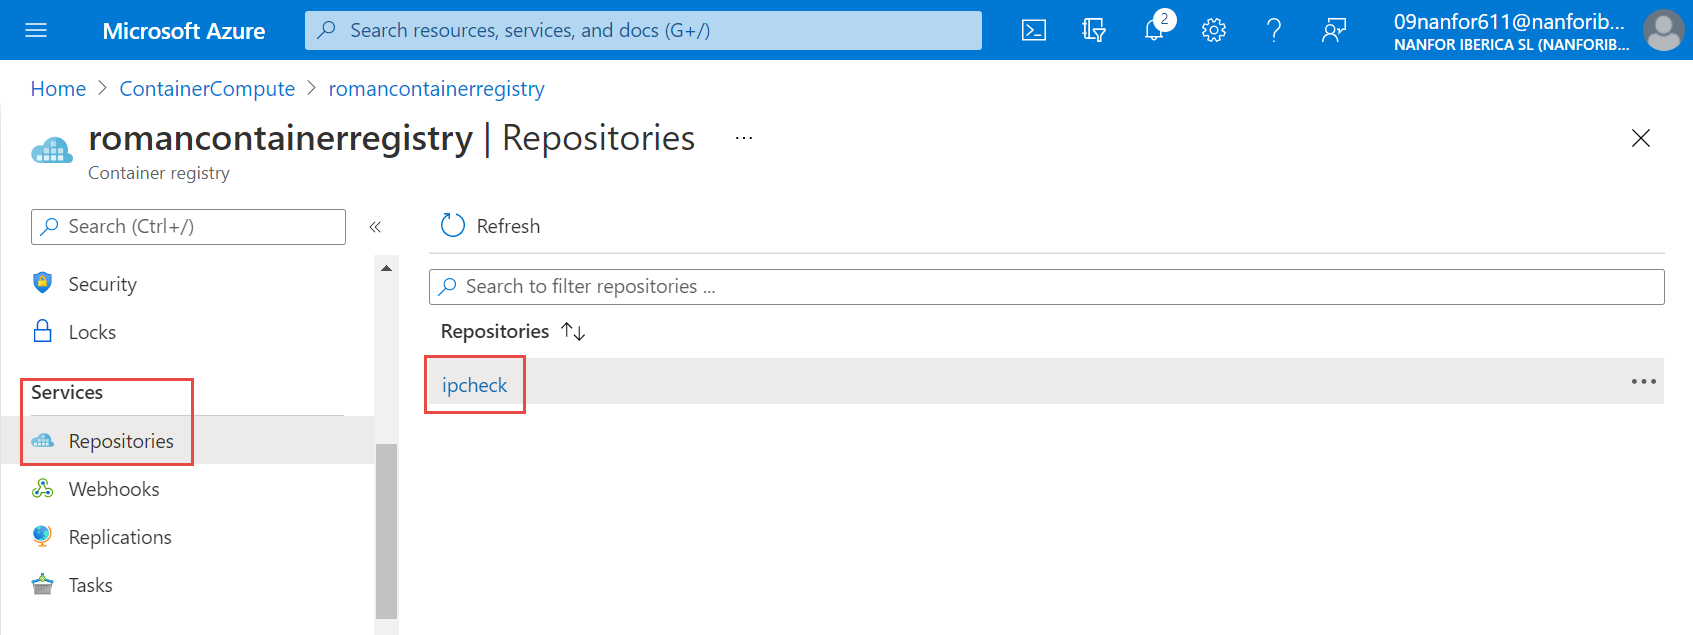 Microsoft Azure
Search resources, services, and docs (G+/)
2
09nanfor611@nanforib...
NANFOR IBERICA SL (NANFORIB...
Home > ContainerCompute > romancontainerregistry
romancontainerregistry | Repositories ...
Container registry
Search (Ctrl+/)
«
Refresh
Security
Search to filter repositories ...
Locks
Repositories ↑↓
Services
ipcheck ...
Repositories
Webhooks
Replications
Tasks